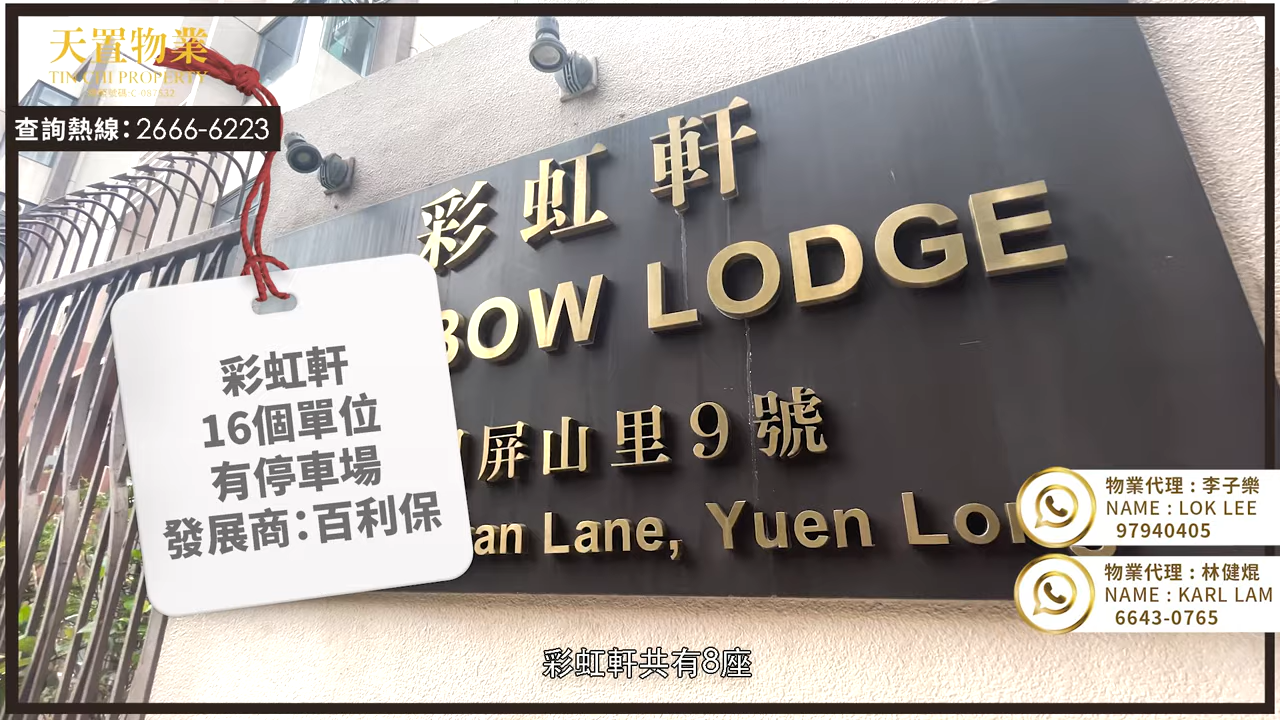 天置物業
TIN CHI PROPERTY
查詢熱線：2666-6223
彩虹軒
BOW LODGE
屏山里9號
an Lane, Yuen Long
彩虹軒
16個單位
有停車場
發展商：百利保
物業代理：李子樂
NAME : LOK LEE
97940405
物業代理：林健焜
NAME : KARL LAM
6643-0765
彩虹軒共有8座